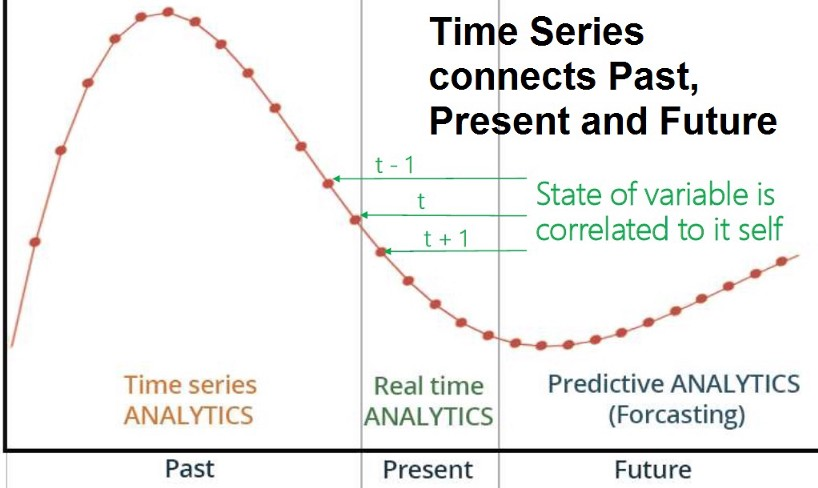 Time Series
connects Past,
Present and Future
t - 1
t
t + 1
State of variable is
correlated to it self
Time series
ANALYTICS
Real time
ANALYTICS
Predictive ANALYTICS
(Forcasting)
Past
Present
Future